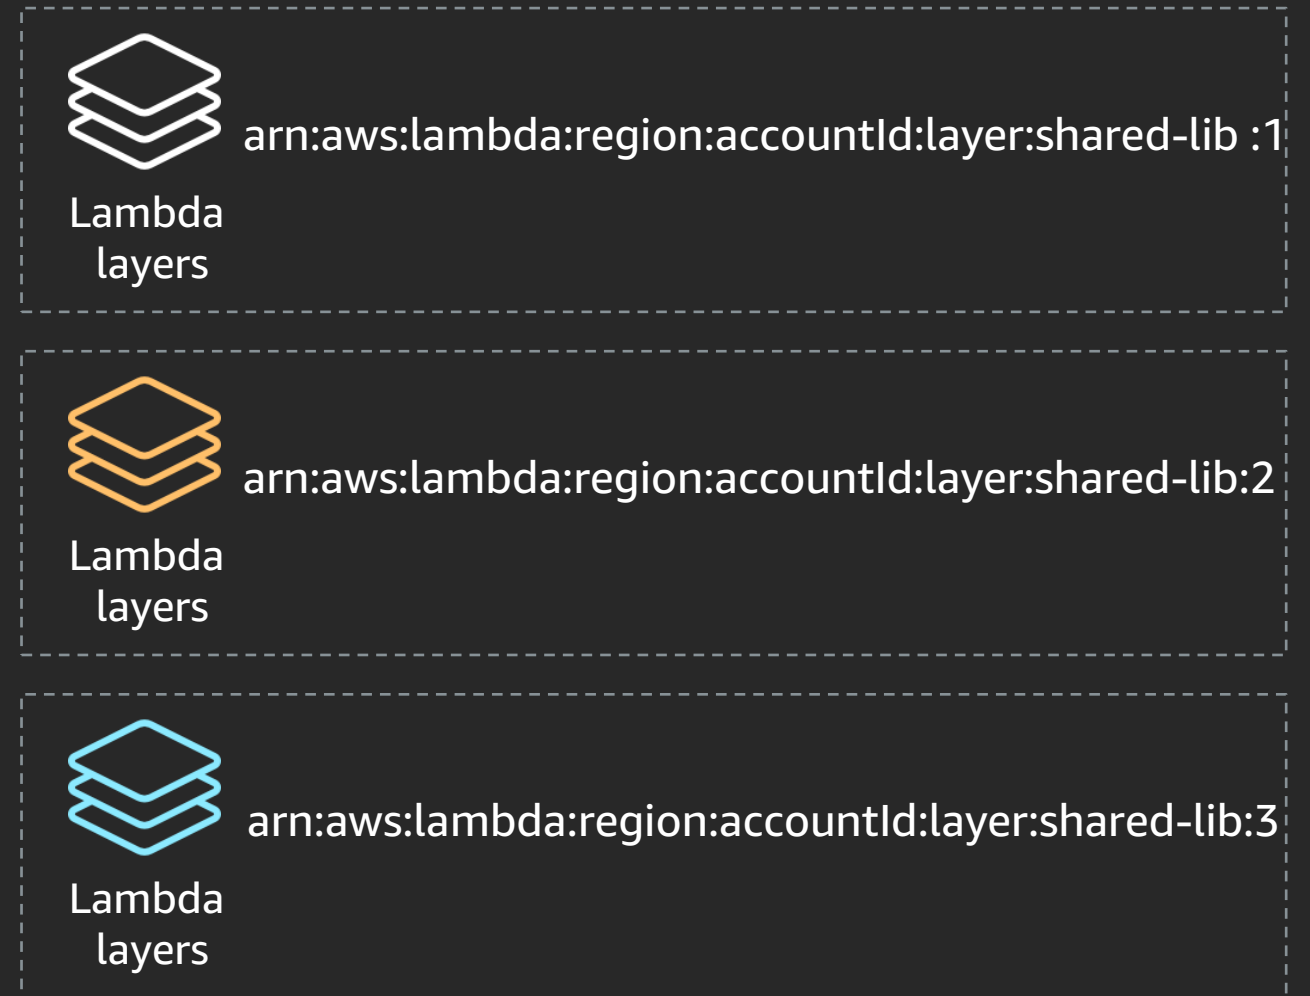 arn:aws:lambda:region:accountId:layer:shared-lib :1
Lambda
layers
arn:aws:lambda:region:accountId:layer:shared-lib:2
Lambda
layers
arn:aws:lambda:region:accountId:layer:shared-lib:3
Lambda
layers